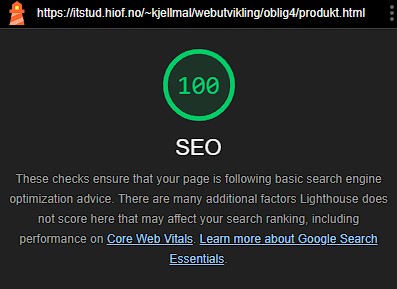 https://itstud.hiof.no/~kjellmal/webutvikling/oblig4/produkt.html
100
SEO
These checks ensure that your page is following basic search engine
optimization advice. There are many additional factors Lighthouse does
not score here that may affect your search ranking, including
performance on Core Web Vitals. Learn more about Google Search
Essentials.